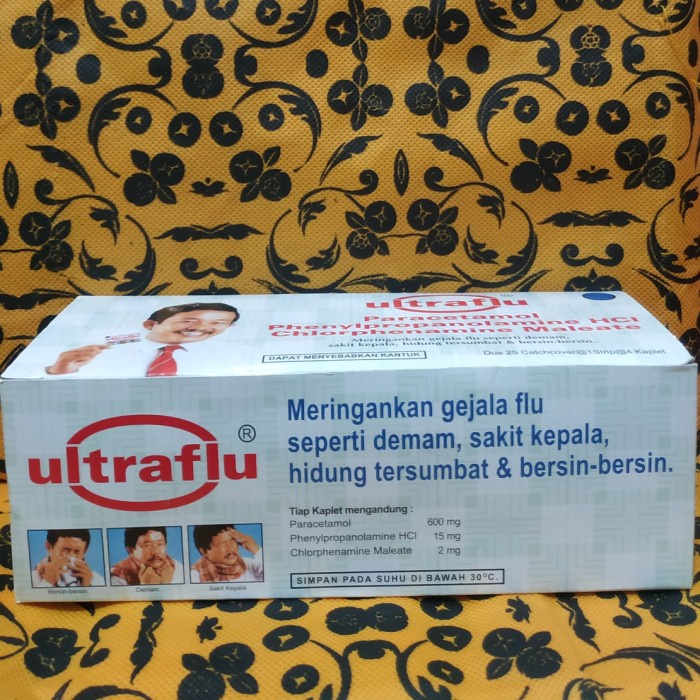 ultraflu
Paracetamol
Phenylpropanolamine HCl
Chlorphenamine Maleate
Meringankan gejala flu seperti demam,
sakit kepala, hidung tersumbat & bersin-bersin.
DAPAT MENYEBABKAN KANTUK
Dus 25 Catchcover@1Strip@4 Kaplet
ultraflu®
Meringankan gejala flu
seperti demam, sakit kepala,
hidung tersumbat & bersin-bersin.
Tiap Kaplet mengandung :
Paracetamol 600 mg
Phenylpropanolamine HCl 15 mg
Chlorphenamine Maleate 2 mg
SIMPAN PADA SUHU DI BAWAH 30°C.
Bersin-bersin
Demam
Sakit Kepala